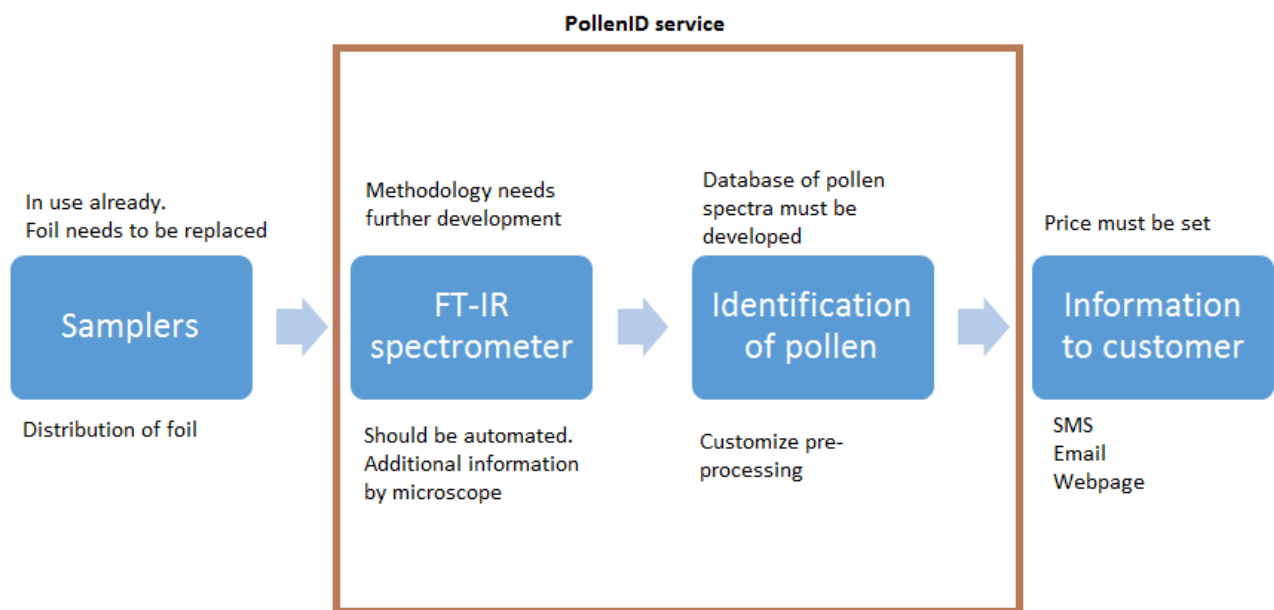 PollenID service
In use already.
Foil needs to be replaced
Samplers
Distribution of foil
Methodology needs
further development
FT-IR
spectrometer
Should be automated.
Additional information
by microscope
Database of pollen
spectra must be
developed
Identification
of pollen
Customize pre-
processing
Price must be set
Information
to customer
SMS
Email
Webpage